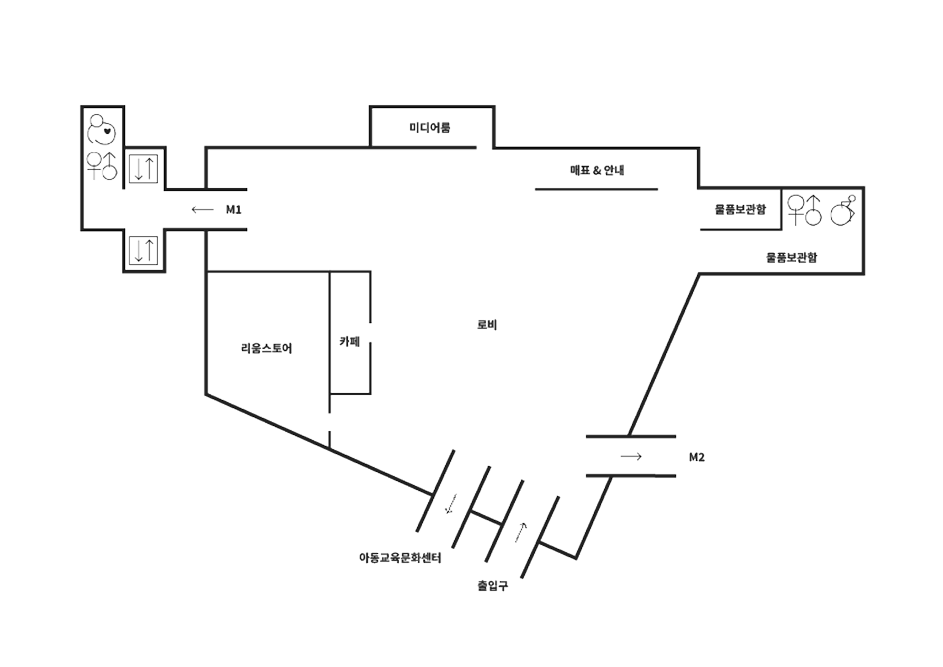 미디어룸
매표 & 안내
M1
물품보관함
물품보관함
로비
카페
리움스토어
M2
아동교육문화센터
출입구